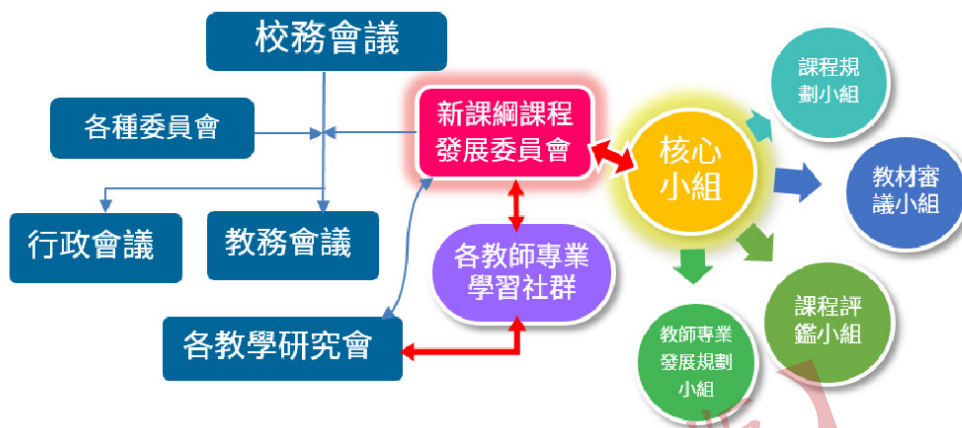 校務會議
各種委員會
行政會議
教務會議
各教學研究會
新課綱課程
發展委員會
各教師專業
學習社群
核心
小組
課程規
劃小組
教材審
議小組
課程評
鑑小組
教師專業
發展規劃
小組